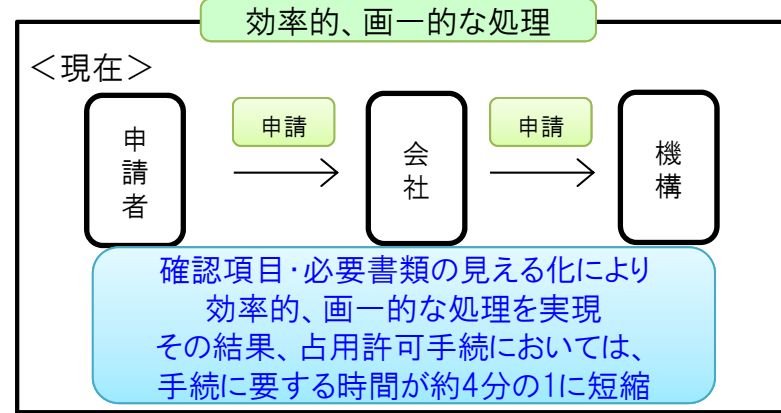 効率的、画一的な処理
＜現在＞
申請者
申請
会社
申請
機構
確認項目・必要書類の見える化により
効率的、画一的な処理を実現
その結果、占用許可手続においては、
手続に要する時間が約4分の1に短縮